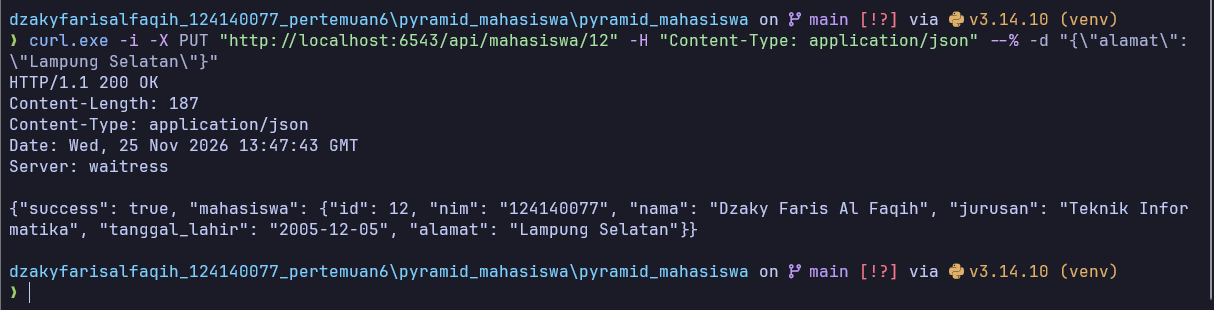 dzakyfarisalfaqih_124140077_pertemuan6\pyramid_mahasiswa\pyramid_mahasiswa on main [!?] via v3.14.10 (venv)
❯ curl.exe -i -X PUT "http://localhost:6543/api/mahasiswa/12" -H "Content-Type: application/json" --% -d "{\"alamat\":
\"Lampung Selatan\"}"
HTTP/1.1 200 OK
Content-Length: 187
Content-Type: application/json
Date: Wed, 25 Nov 2026 13:47:43 GMT
Server: waitress
{"success": true, "mahasiswa": {"id": 12, "nim": "124140077", "nama": "Dzaky Faris Al Faqih", "jurusan": "Teknik Infor
matika", "tanggal_lahir": "2005-12-05", "alamat": "Lampung Selatan"}}
dzakyfarisalfaqih_124140077_pertemuan6\pyramid_mahasiswa\pyramid_mahasiswa on main [!?] via v3.14.10 (venv)
❯